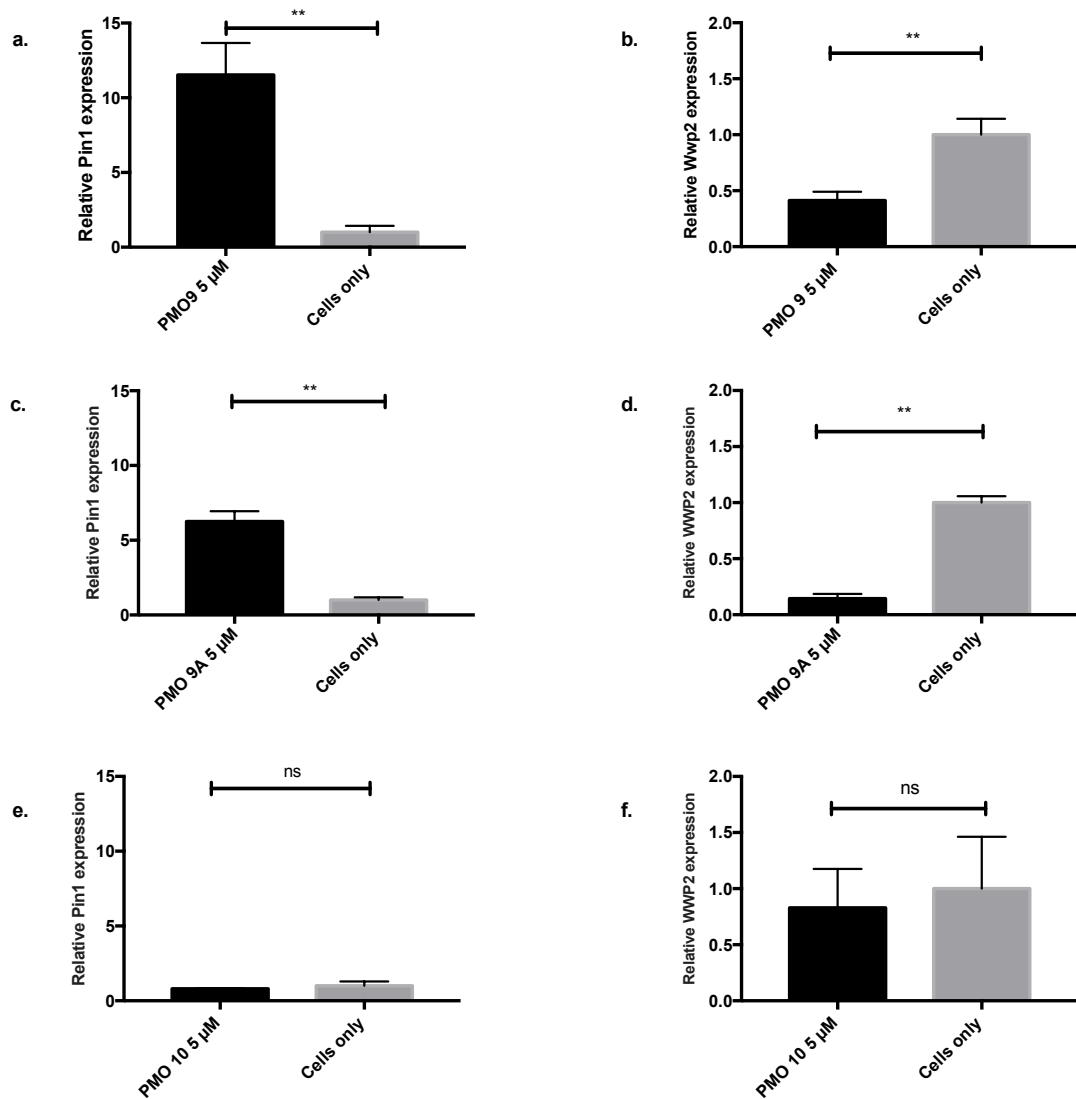 a.
Relative Pin1 expression
15
10
5
0
**
PMO9 5 µM
Cells only
b.
Relative Wwp2 expression
2.0
1.5
1.0
0.5
0.0
**
PMO 9 5 µM
Cells only
c.
Relative Pin1 expression
15
10
5
0
**
PMO 9A 5 µM
Cells only
d.
Relative WWP2 expression
2.0
1.5
1.0
0.5
0.0
**
PMO 9A 5 µM
Cells only
e.
Relative Pin1 expression
15
10
5
0
ns
PMO 10 5 µM
Cells only
f.
Relative WWP2 expression
2.0
1.5
1.0
0.5
0.0
ns
PMO 10 5 µM
Cells only